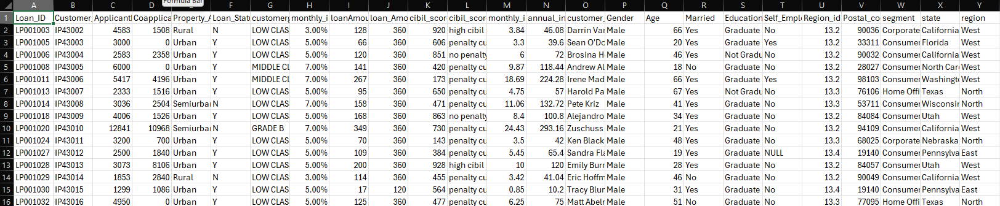 Formula Bar
A B C D E F G H I J K L M N O P Q R S T U V W X Y
1 Loan_ID Customer_ Applicant Coapplica Property_A Loan_Stat customerg monthly_i loanAmou loan_Amo cibil_scor cibil_scor monthly_i annual_in customer_ Gender Age Married Education Self_Empl Region_id Postal_co segment state region
2 LP001003 IP43002 4583 1508 Rural N LOW CLAS 3.00% 128 360 920 high cibil 3.84 46.08 Darrin Van Male 66 Yes Graduate No 13.2 90036 Corporate California West
3 LP001005 IP43003 3000 0 Urban Y LOW CLAS 5.00% 66 360 606 penalty cu 3.3 39.6 Sean O'Do Male 20 Yes Graduate Yes 13.2 33311 Consumer Florida West
4 LP001006 IP43004 2583 2358 Urban Y LOW CLAS 5.00% 120 360 851 no penalty 6 72 Brosina H Male 46 Yes Not Gradu No 13.2 90032 Consumer California West
5 LP001008 IP43005 6000 0 Urban Y MIDDLE CL 7.00% 141 360 420 penalty cu 9.87 118.44 Andrew Al Male 18 No Graduate No 13.2 28027 Consumer North Car West
6 LP001011 IP43006 5417 4196 Urban Y MIDDLE CL 7.00% 267 360 173 penalty cu 18.69 224.28 Irene Mad Male 66 Yes Graduate Yes 13.2 98103 Consumer Washingt West
7 LP001013 IP43007 2333 1516 Urban Y LOW CLAS 5.00% 95 360 650 penalty cu 4.75 57 Harold Pa Male 67 Yes Not Gradu No 13.3 76106 Home Offi Texas North
8 LP001014 IP43008 3036 2504 Semiurba N LOW CLAS 7.00% 158 360 471 penalty cu 11.06 132.72 Pete Kriz Male 41 Yes Graduate No 13.3 53711 Consumer Wisconsin North
9 LP001018 IP43009 4006 1526 Urban Y LOW CLAS 5.00% 168 360 863 no penalty 8.4 100.8 Alejandro Male 34 Yes Graduate No 13.2 84084 Consumer Utah West
10 LP001020 IP43010 12841 10968 Semiurba N GRADE B 7.00% 349 360 730 penalty cu 24.43 293.16 Zuschuss Male 21 Yes Graduate No 13.2 94109 Consumer California West
11 LP001024 IP43011 3200 700 Urban Y LOW CLAS 5.00% 70 360 143 penalty cu 3.5 42 Ken Black Male 48 Yes Graduate No 13.3 68025 Corporate Nebraska North
12 LP001027 IP43012 2500 1840 Urban Y LOW CLAS 5.00% 109 360 384 penalty cu 5.45 65.4 Sandra Fla Male 19 Yes Graduate NULL 13.4 19140 Consumer Pennsylva East
13 LP001028 IP43013 3073 8106 Urban Y LOW CLAS 5.00% 200 360 928 high cibil 10 120 Emily Burn Male 28 Yes Graduate No 13.2 84057 Consumer Utah West
14 LP001029 IP43014 1853 2840 Rural N LOW CLAS 3.00% 114 360 455 penalty cu 3.42 41.04 Eric Hoffm Male 46 No Graduate No 13.2 90049 Consumer California West
15 LP001030 IP43015 1299 1086 Urban Y LOW CLAS 5.00% 17 120 564 penalty cu 0.85 10.2 Tracy Blur Male 31 Yes Graduate No 13.4 19140 Consumer Pennsylva East
16 LP001032 IP43016 4950 0 Urban Y LOW CLAS 5.00% 125 360 477 penalty cu 6.25 75 Matt Abeln Male 51 No Graduate No 13.3 77095 Home Offi Texas North